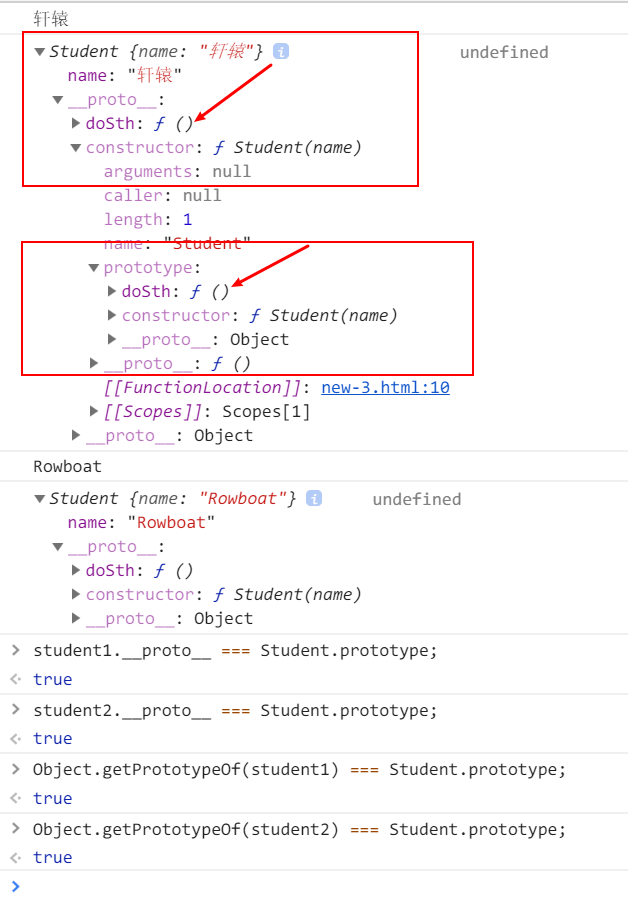 轩辕
Student {name: "轩辕"} i undefined
name: "轩辕"
__proto__:
doSth: ƒ ()
constructor: ƒ Student(name)
arguments: null
caller: null
length: 1
name: "Student"
prototype:
doSth: ƒ ()
constructor: ƒ Student(name)
__proto__: Object
__proto__: ƒ ()
[[FunctionLocation]]: new-3.html:10
[[Scopes]]: Scopes[1]
__proto__: Object
Rowboat
Student {name: "Rowboat"} i undefined
name: "Rowboat"
__proto__:
doSth: ƒ ()
constructor: ƒ Student(name)
__proto__: Object
> student1.__proto__ === Student.prototype;
true
> student2.__proto__ === Student.prototype;
true
> Object.getPrototypeOf(student1) === Student.prototype;
true
> Object.getPrototypeOf(student2) === Student.prototype;
true
>